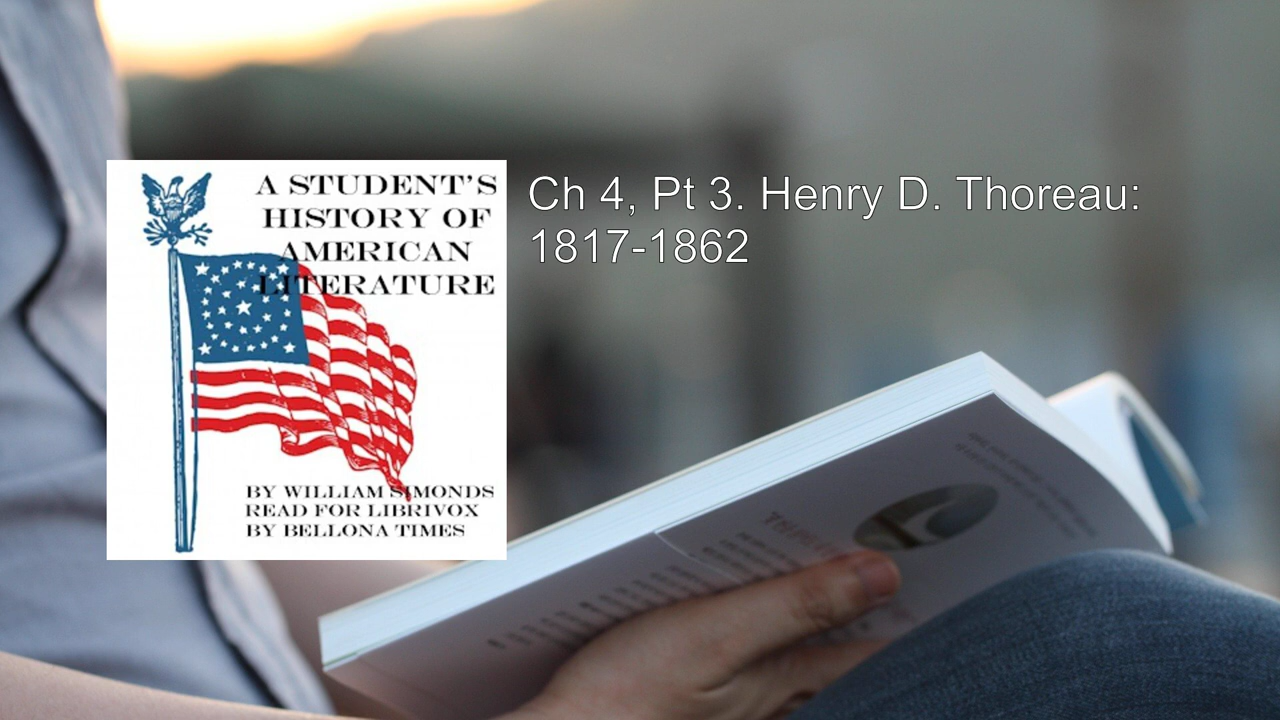 A STUDENT'S
HISTORY OF
AMERICAN
LITERATURE
BY WILLIAM SIMONDS
READ FOR LIBRIVOX
BY BELLONA TIMES
Ch 4, Pt 3. Henry D. Thoreau:
1817-1862